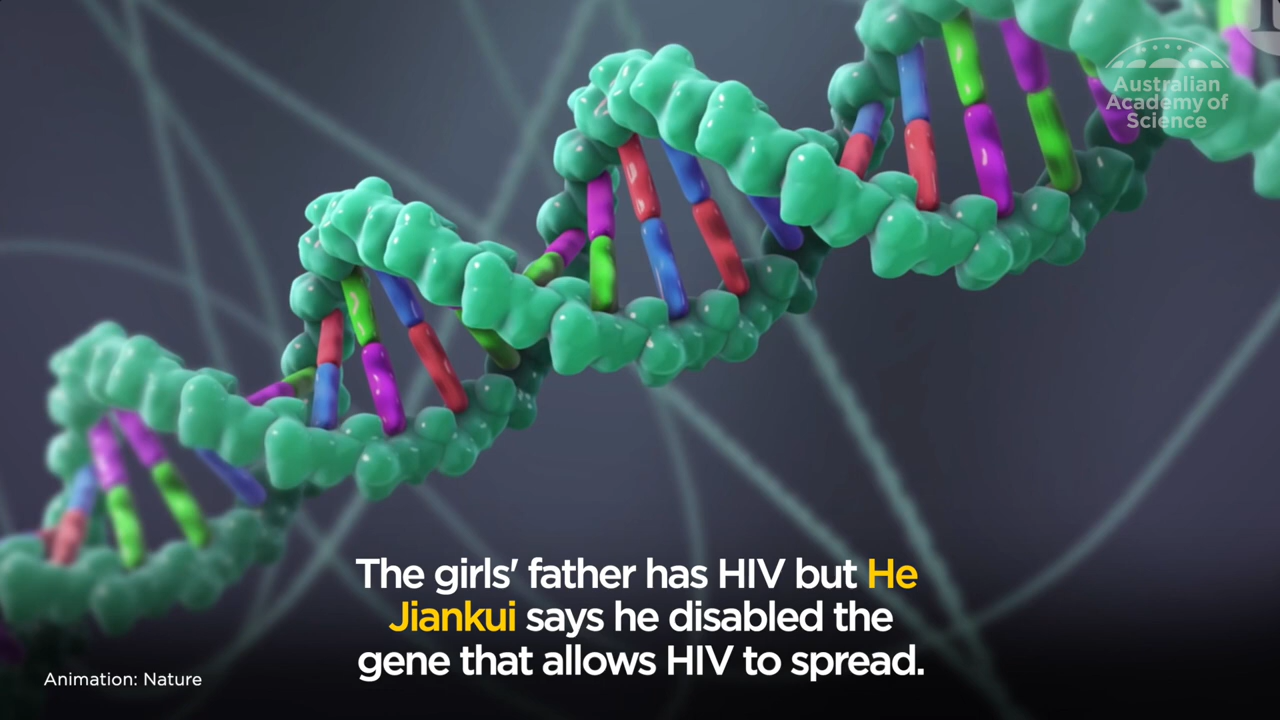 Australian
Academy of
Science
The girls' father has HIV but He
Jiankui says he disabled the
gene that allows HIV to spread.
Animation: Nature